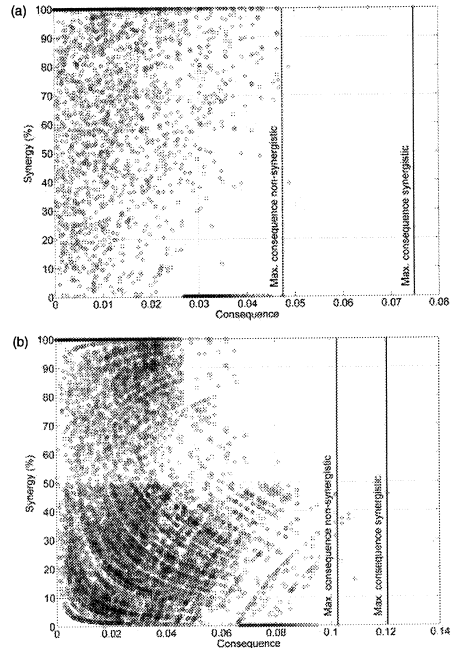 (a)
100
90
80
70
60
50
40
30
20
10
0
Synergy (%)
Max. consequence non-synergistic
Max. consequence synergistic
0 0.01 0.02 0.03 0.04 0.05 0.06 0.07 0.08
Consequence
(b)
100
90
80
70
60
50
40
30
20
10
0
Synergy (%)
Max. consequence non-synergistic
Max. consequence synergistic
0 0.02 0.04 0.06 0.08 0.1 0.12 0.14
Consequence